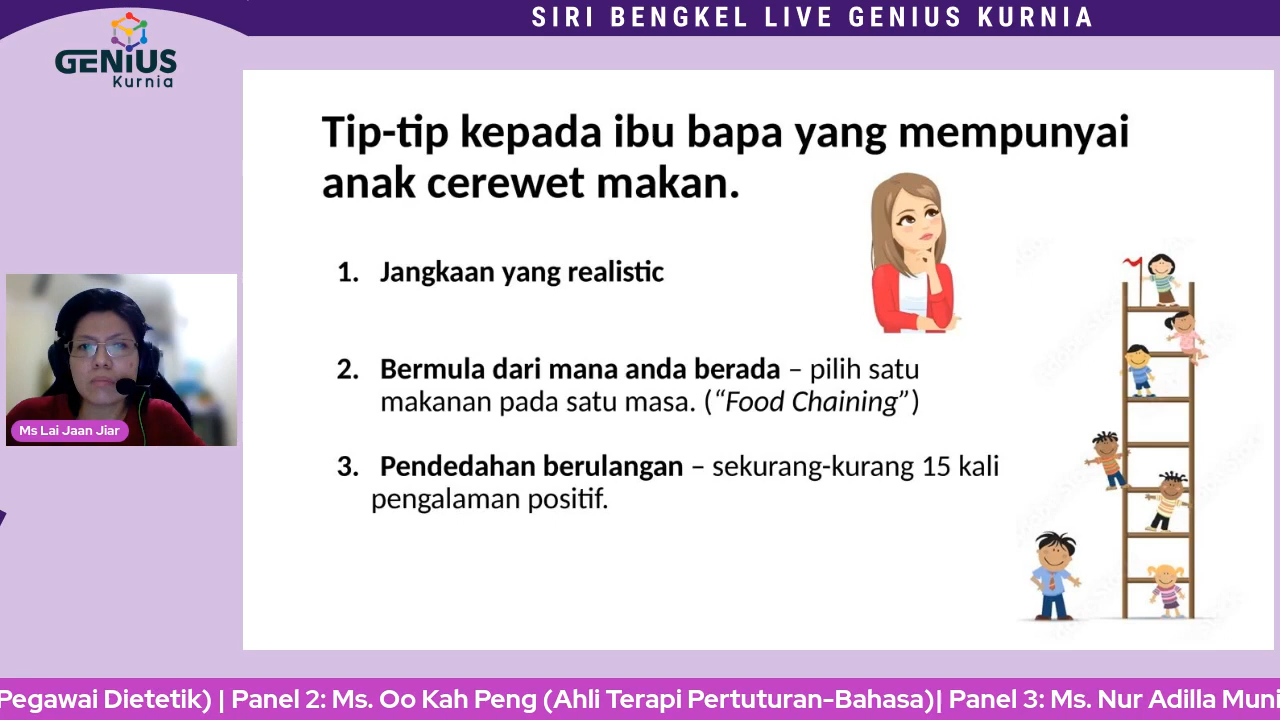 SIRI BENGKEL LIVE GENIUS KURNIA
GENIUS
Kurnia
Tip-tip kepada ibu bapa yang mempunyai
anak cerewet makan.
1. Jangkaan yang realistic
2. Bermula dari mana anda berada – pilih satu
makanan pada satu masa. (“Food Chaining”)
3. Pendedahan berulangan – sekurang-kurang 15 kali
pengalaman positif.
Ms Lai Jaan Jiar
Pegawai Dietetik) | Panel 2: Ms. Oo Kah Peng (Ahli Terapi Pertuturan-Bahasa)| Panel 3: Ms. Nur Adilla Muni